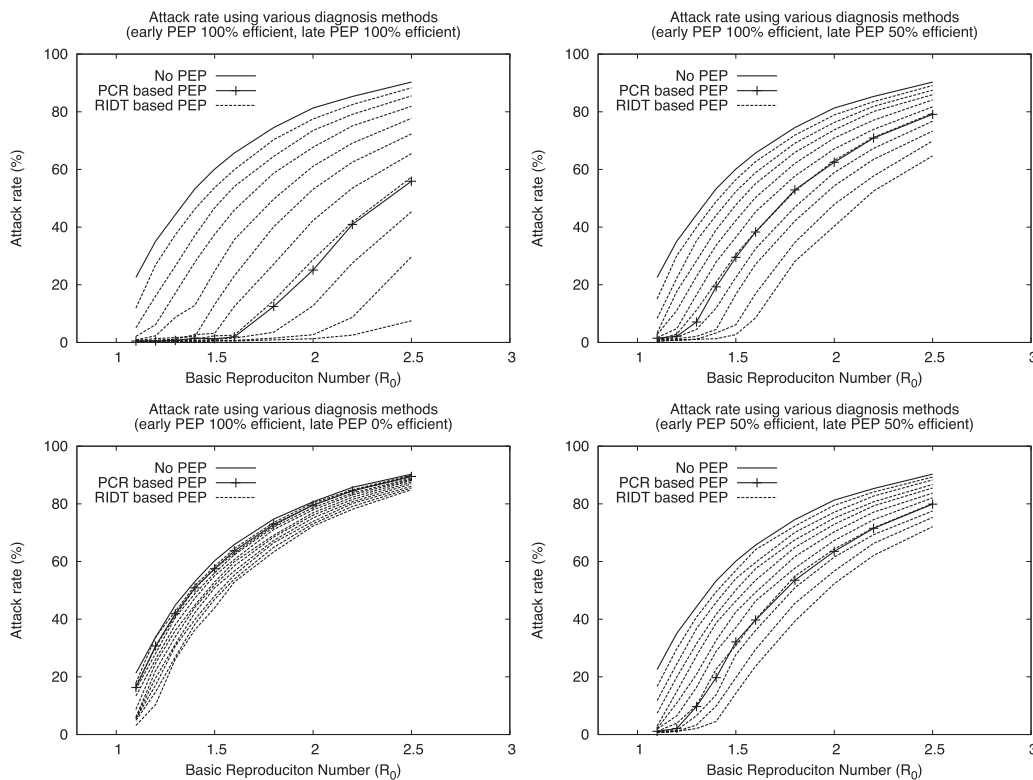 Attack rate using various diagnosis methods
(early PEP 100% efficient, late PEP 100% efficient)
100
80
60
40
20
0
Attack rate (%)
No PEP
PCR based PEP
RIDT based PEP
1
1.5
2
2.5
3
Basic Reproduciton Number (R0)
Attack rate using various diagnosis methods
(early PEP 100% efficient, late PEP 50% efficient)
100
80
60
40
20
0
Attack rate (%)
No PEP
PCR based PEP
RIDT based PEP
1
1.5
2
2.5
3
Basic Reproduciton Number (R0)
Attack rate using various diagnosis methods
(early PEP 100% efficient, late PEP 0% efficient)
100
80
60
40
20
0
Attack rate (%)
No PEP
PCR based PEP
RIDT based PEP
1
1.5
2
2.5
3
Basic Reproduciton Number (R0)
Attack rate using various diagnosis methods
(early PEP 50% efficient, late PEP 50% efficient)
100
80
60
40
20
0
Attack rate (%)
No PEP
PCR based PEP
RIDT based PEP
1
1.5
2
2.5
3
Basic Reproduciton Number (R0)